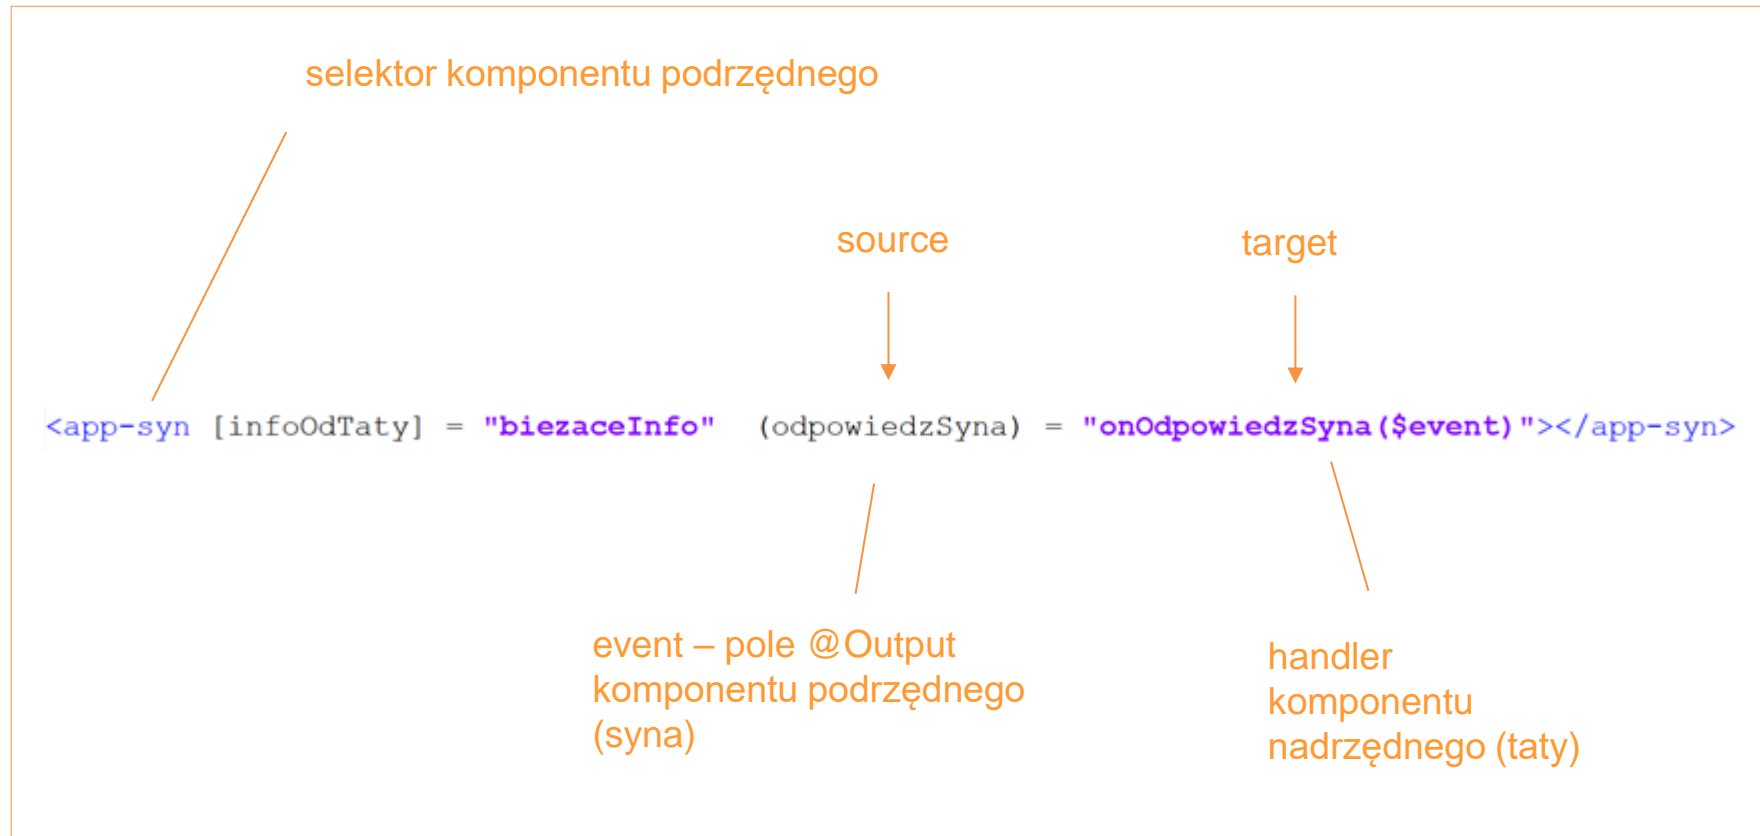 selektor komponentu podrzędnego
source
target
<app-syn [infoOdTaty] = "biezaceInfo"  (odpowiedzSyna) = "onOdpowiedzSyna($event)"></app-syn>
event – pole @Output
komponentu podrzędnego
(syna)
handler
komponentu
nadrzędnego (taty)